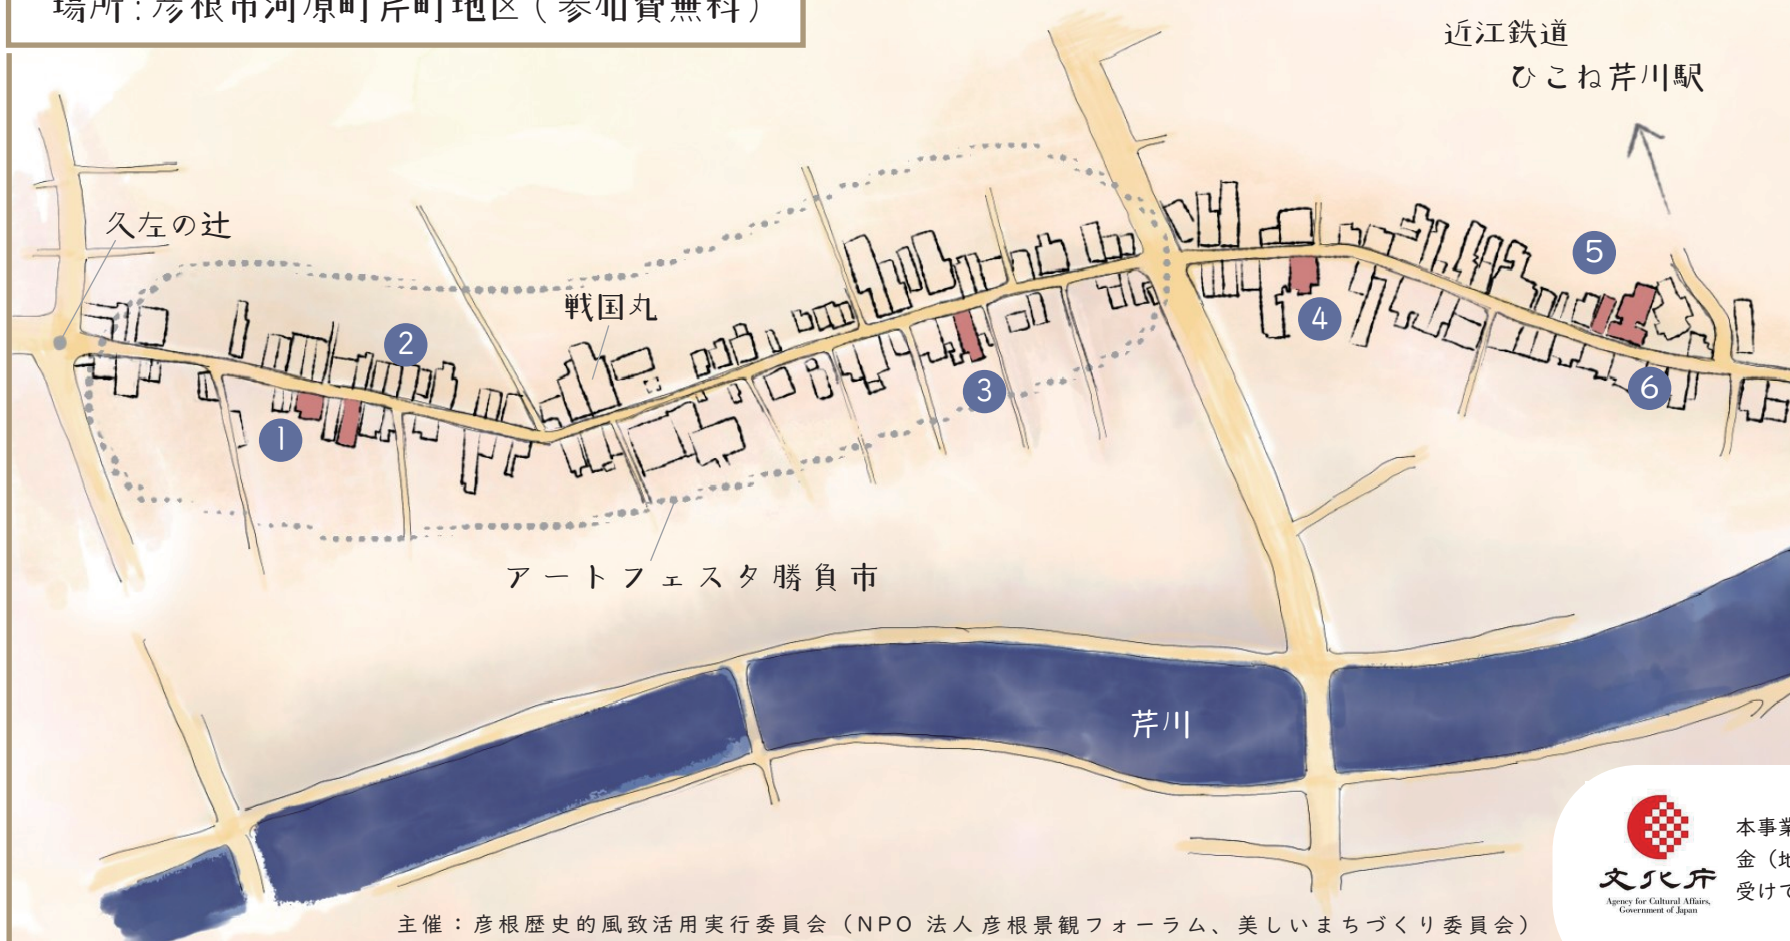 場所：彦根市河原町芹町地区（参加費無料）
近江鉄道
ひこね芹川駅
久左の辻
戦国丸
1
2
3
4
5
6
アートフェスタ勝負市
芹川
文化庁
Agency for Cultural Affairs,
Government of Japan
本事業
金（地
受けて
主催：彦根歴史的風致活用実行委員会（NPO 法人 彦根景観フォーラム、美しいまちづくり委員会）